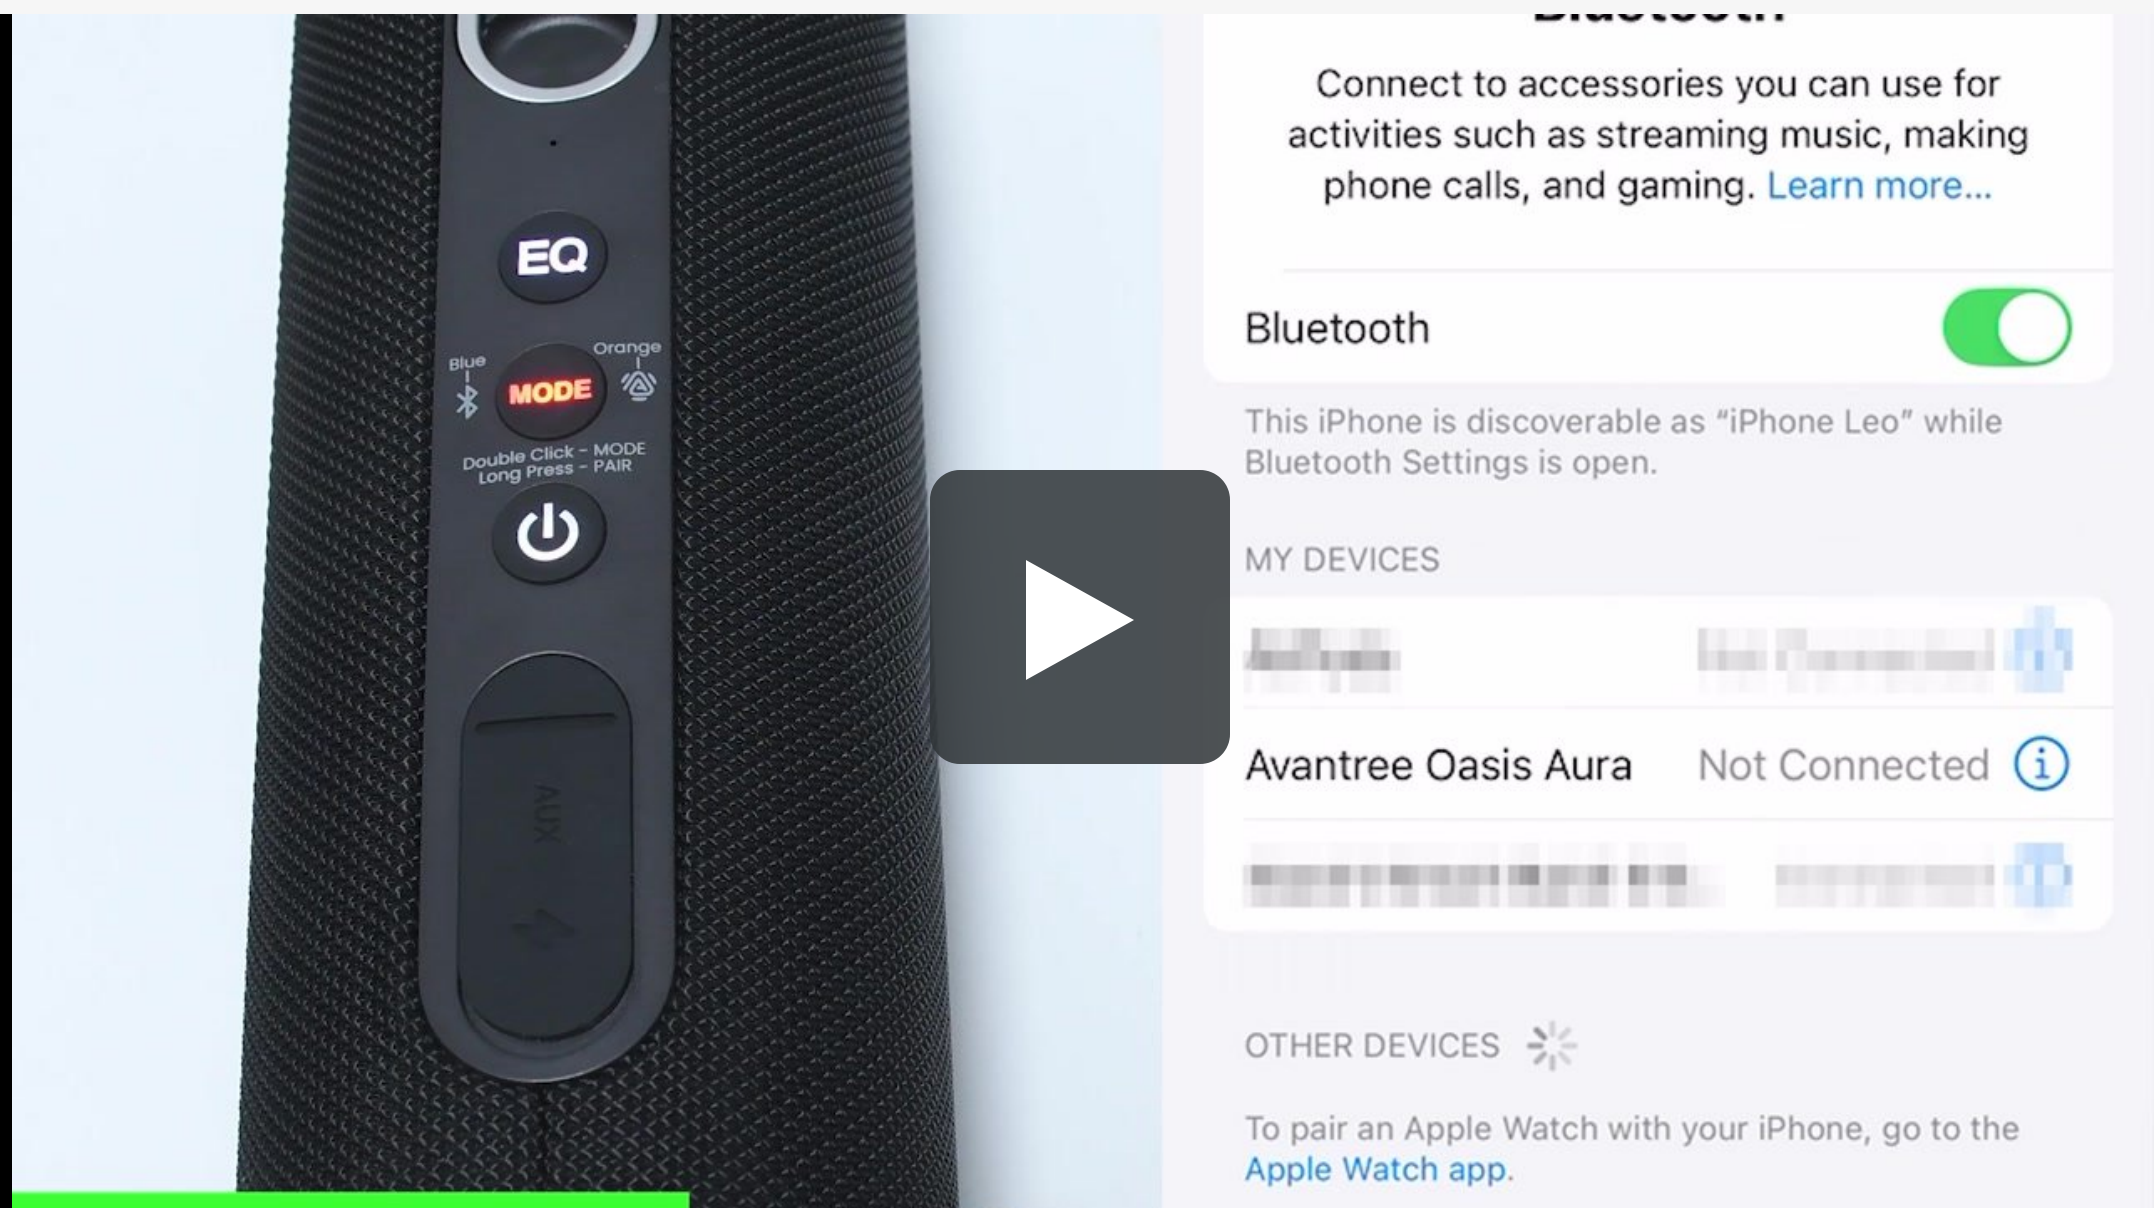 EQ
Blue
Orange
MODE
Double Click - MODE
Long Press - PAIR
AUX
Connect to accessories you can use for
activities such as streaming music, making
phone calls, and gaming. Learn more...
Bluetooth
This iPhone is discoverable as “iPhone Leo” while
Bluetooth Settings is open.
MY DEVICES
Avantree Oasis Aura Not Connected
OTHER DEVICES
To pair an Apple Watch with your iPhone, go to the
Apple Watch app.